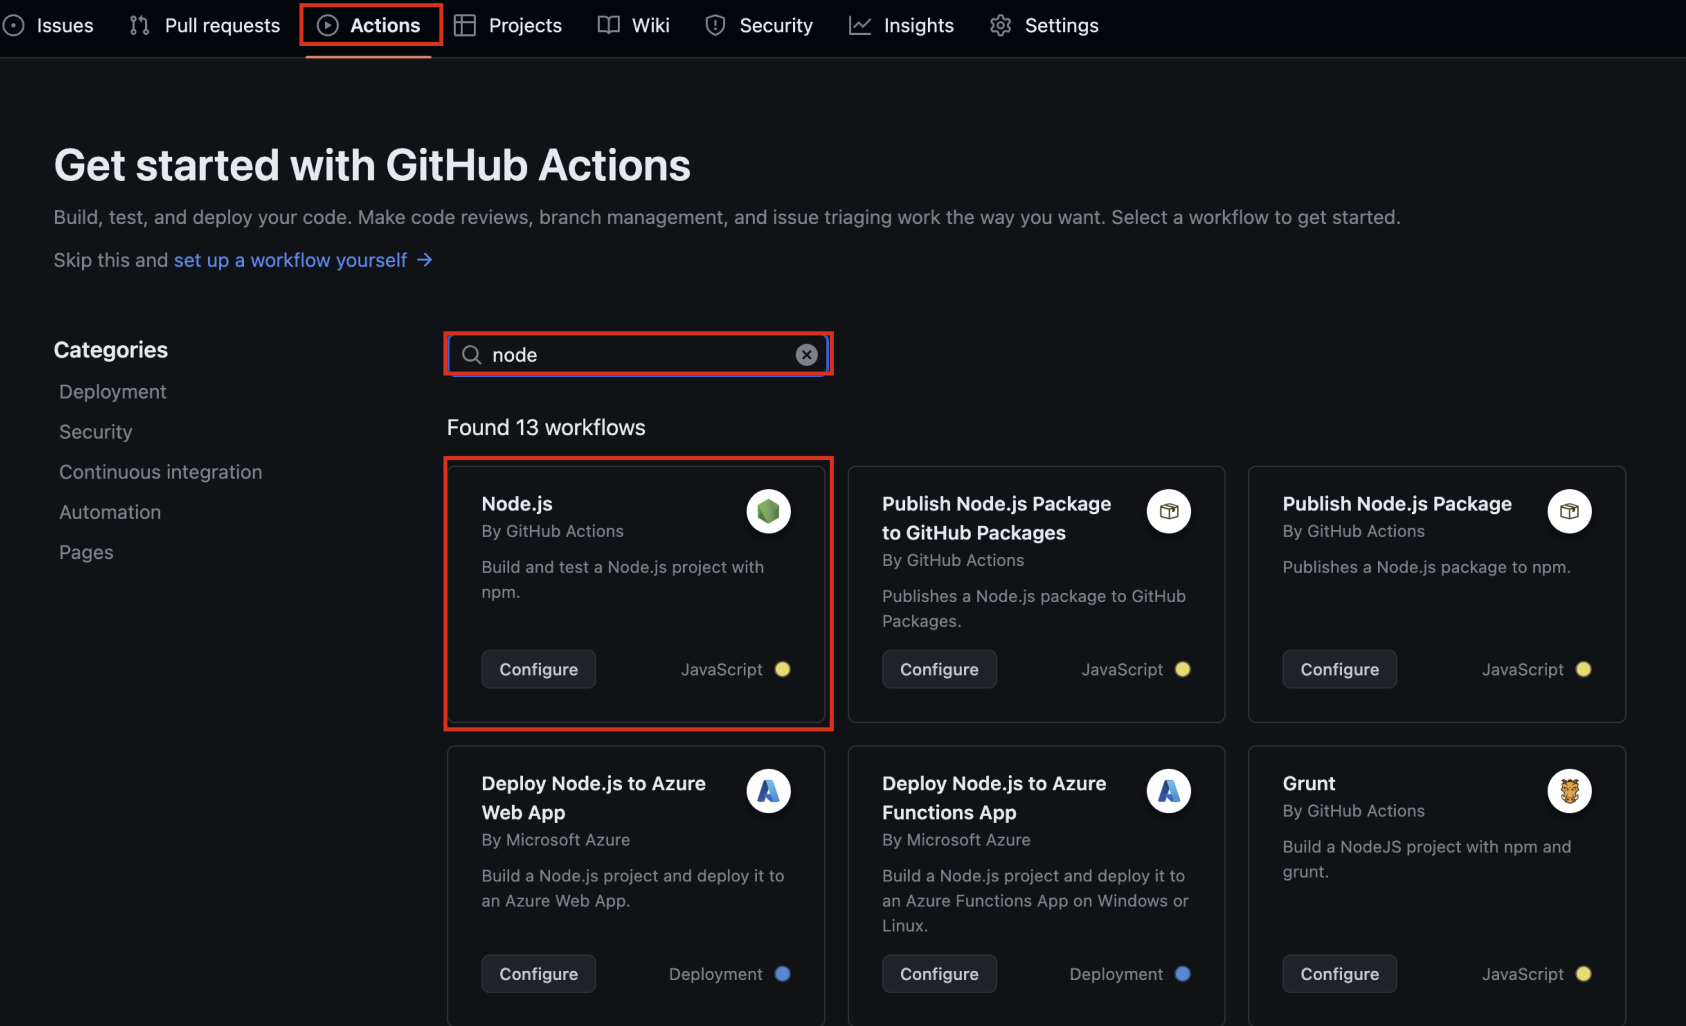 Issues
Pull requests
Actions
Projects
Wiki
Security
Insights
Settings
Get started with GitHub Actions
Build, test, and deploy your code. Make code reviews, branch management, and issue triaging work the way you want. Select a workflow to get started.
Skip this and set up a workflow yourself →
Categories
Deployment
Security
Continuous integration
Automation
Pages
node
Found 13 workflows
Node.js
By GitHub Actions
Build and test a Node.js project with
npm.
Configure
JavaScript
Publish Node.js Package
to GitHub Packages
By GitHub Actions
Publishes a Node.js package to GitHub
Packages.
Configure
JavaScript
Publish Node.js Package
By GitHub Actions
Publishes a Node.js package to npm.
Configure
JavaScript
Deploy Node.js to Azure
Web App
By Microsoft Azure
Build a Node.js project and deploy it to
an Azure Web App.
Configure
Deployment
Deploy Node.js to Azure
Functions App
By Microsoft Azure
Build a Node.js project and deploy it to
an Azure Functions App on Windows or
Linux.
Configure
Deployment
Grunt
By GitHub Actions
Build a NodeJS project with npm and
grunt.
Configure
JavaScript